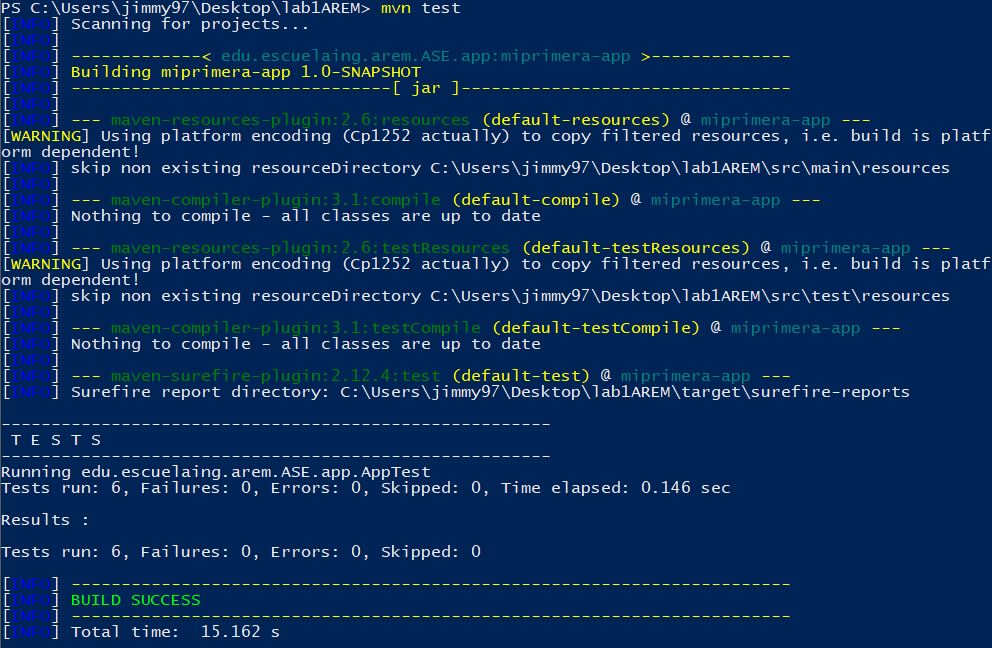 PS C:\Users\jimmy97\Desktop\lab1AREM> mvn test
[INFO] Scanning for projects...
[INFO]
[INFO] -------------< edu.escuelaing.arem.ASE.app:miprimera-app >--------------
[INFO] Building miprimera-app 1.0-SNAPSHOT
[INFO] --------------------------------[ jar ]---------------------------------
[INFO]
[INFO] --- maven-resources-plugin:2.6:resources (default-resources) @ miprimera-app ---
[WARNING] Using platform encoding (Cp1252 actually) to copy filtered resources, i.e. build is platf
orm dependent!
[INFO] skip non existing resourceDirectory C:\Users\jimmy97\Desktop\lab1AREM\src\main\resources
[INFO]
[INFO] --- maven-compiler-plugin:3.1:compile (default-compile) @ miprimera-app ---
[INFO] Nothing to compile - all classes are up to date
[INFO]
[INFO] --- maven-resources-plugin:2.6:testResources (default-testResources) @ miprimera-app ---
[WARNING] Using platform encoding (Cp1252 actually) to copy filtered resources, i.e. build is platf
orm dependent!
[INFO] skip non existing resourceDirectory C:\Users\jimmy97\Desktop\lab1AREM\src\test\resources
[INFO]
[INFO] --- maven-compiler-plugin:3.1:testCompile (default-testCompile) @ miprimera-app ---
[INFO] Nothing to compile - all classes are up to date
[INFO]
[INFO] --- maven-surefire-plugin:2.12.4:test (default-test) @ miprimera-app ---
[INFO] Surefire report directory: C:\Users\jimmy97\Desktop\lab1AREM\target\surefire-reports

-------------------------------------------------------
 T E S T S
-------------------------------------------------------
Running edu.escuelaing.arem.ASE.app.AppTest
Tests run: 6, Failures: 0, Errors: 0, Skipped: 0, Time elapsed: 0.146 sec

Results :

Tests run: 6, Failures: 0, Errors: 0, Skipped: 0

[INFO] ------------------------------------------------------------------------
[INFO] BUILD SUCCESS
[INFO] ------------------------------------------------------------------------
[INFO] Total time:  15.162 s